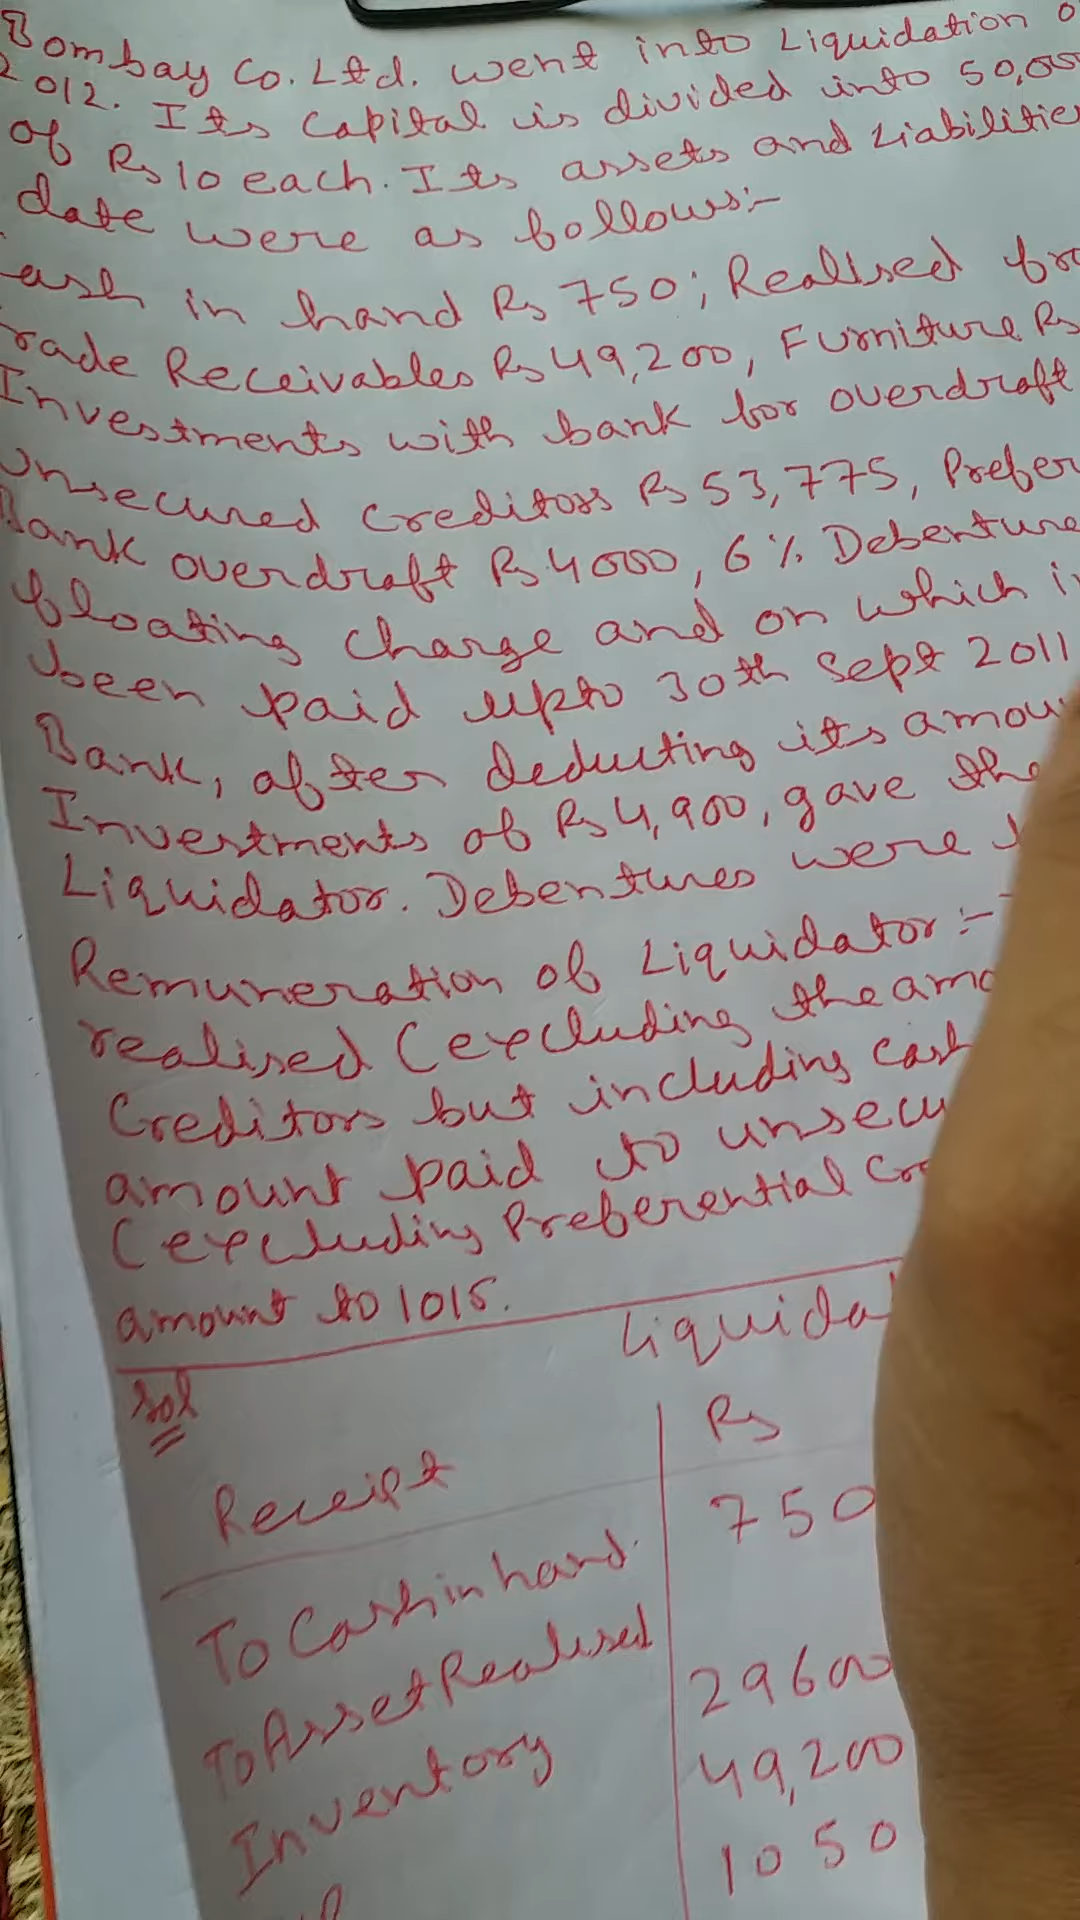 Bombay Co. Ltd. went into Liquidation
2012. Its Capital is divided into 50,00
of Rs 10 each. Its assets and Liabilities
date were as follows:-
ash in hand Rs 750; Realised fro
rade Receivables Rs 49,200, Furniture Rs
Investments with bank for overdraft
Unsecured Creditors Rs 53,775, Prefer
Bank overdraft Rs 4000, 6% Debenture
floating charge and on which i
been paid upto 30th Sept 2011
Bank, after deducting its amou
Investments of Rs 4,900, gave the
Liquidator. Debentures were
Remuneration of Liquidator:-
realised (excluding the amo
Creditors but including cash
amount paid to unsecu
(excluding Preferential Cre
amount to 1015.
Liquida
Sol
Receipt Rs
To Cash in hand. 750
To Asset Realised
Inventory 29600
49,200
1050